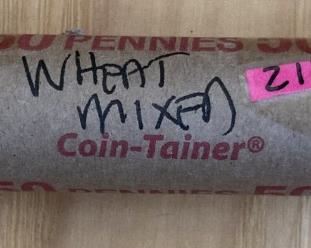 50 PENNIES 50
WHEAT
21
MIXED
Coin-Tainer®
50 PENNIES 50